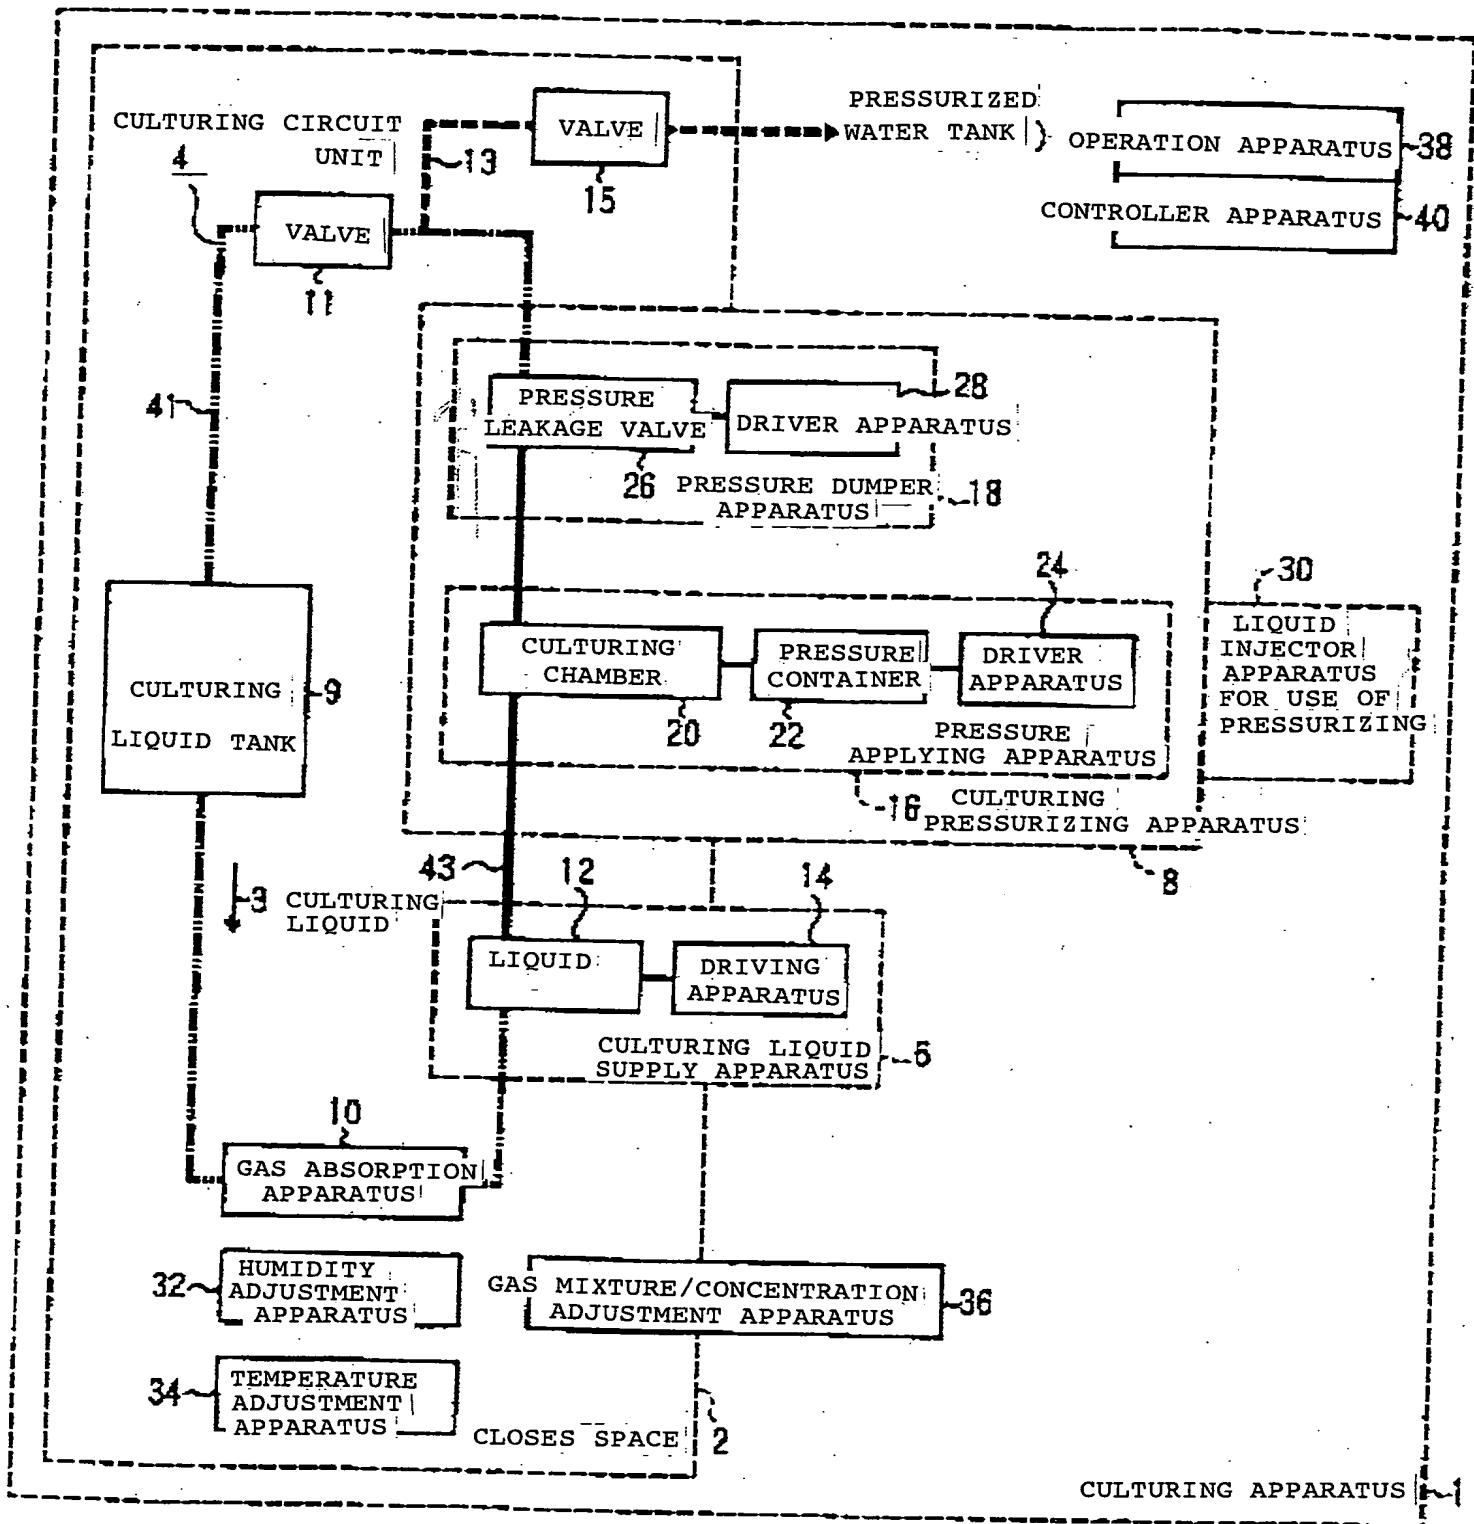 CULTURING CIRCUIT
UNIT
4
VALVE
11
13
VALVE
15
PRESSURIZED
WATER TANK
OPERATION APPARATUS
38
CONTROLLER APPARATUS
40
41
PRESSURE
LEAKAGE VALVE
26
DRIVER APPARATUS
28
PRESSURE DUMPER
APPARATUS
18
CULTURING
LIQUID TANK
9
CULTURING
CHAMBER
20
PRESSURE
CONTAINER
22
DRIVER
APPARATUS
24
PRESSURE
APPLYING APPARATUS
16
CULTURING
PRESSURIZING APPARATUS
8
30
LIQUID
INJECTOR
APPARATUS
FOR USE OF
PRESSURIZING
43
3
CULTURING
LIQUID
12
LIQUID
14
DRIVING
APPARATUS
CULTURING LIQUID
SUPPLY APPARATUS
6
10
GAS ABSORPTION
APPARATUS
32
HUMIDITY
ADJUSTMENT
APPARATUS
GAS MIXTURE/CONCENTRATION
ADJUSTMENT APPARATUS
36
34
TEMPERATURE
ADJUSTMENT
APPARATUS
CLOSES SPACE
2
CULTURING APPARATUS
1